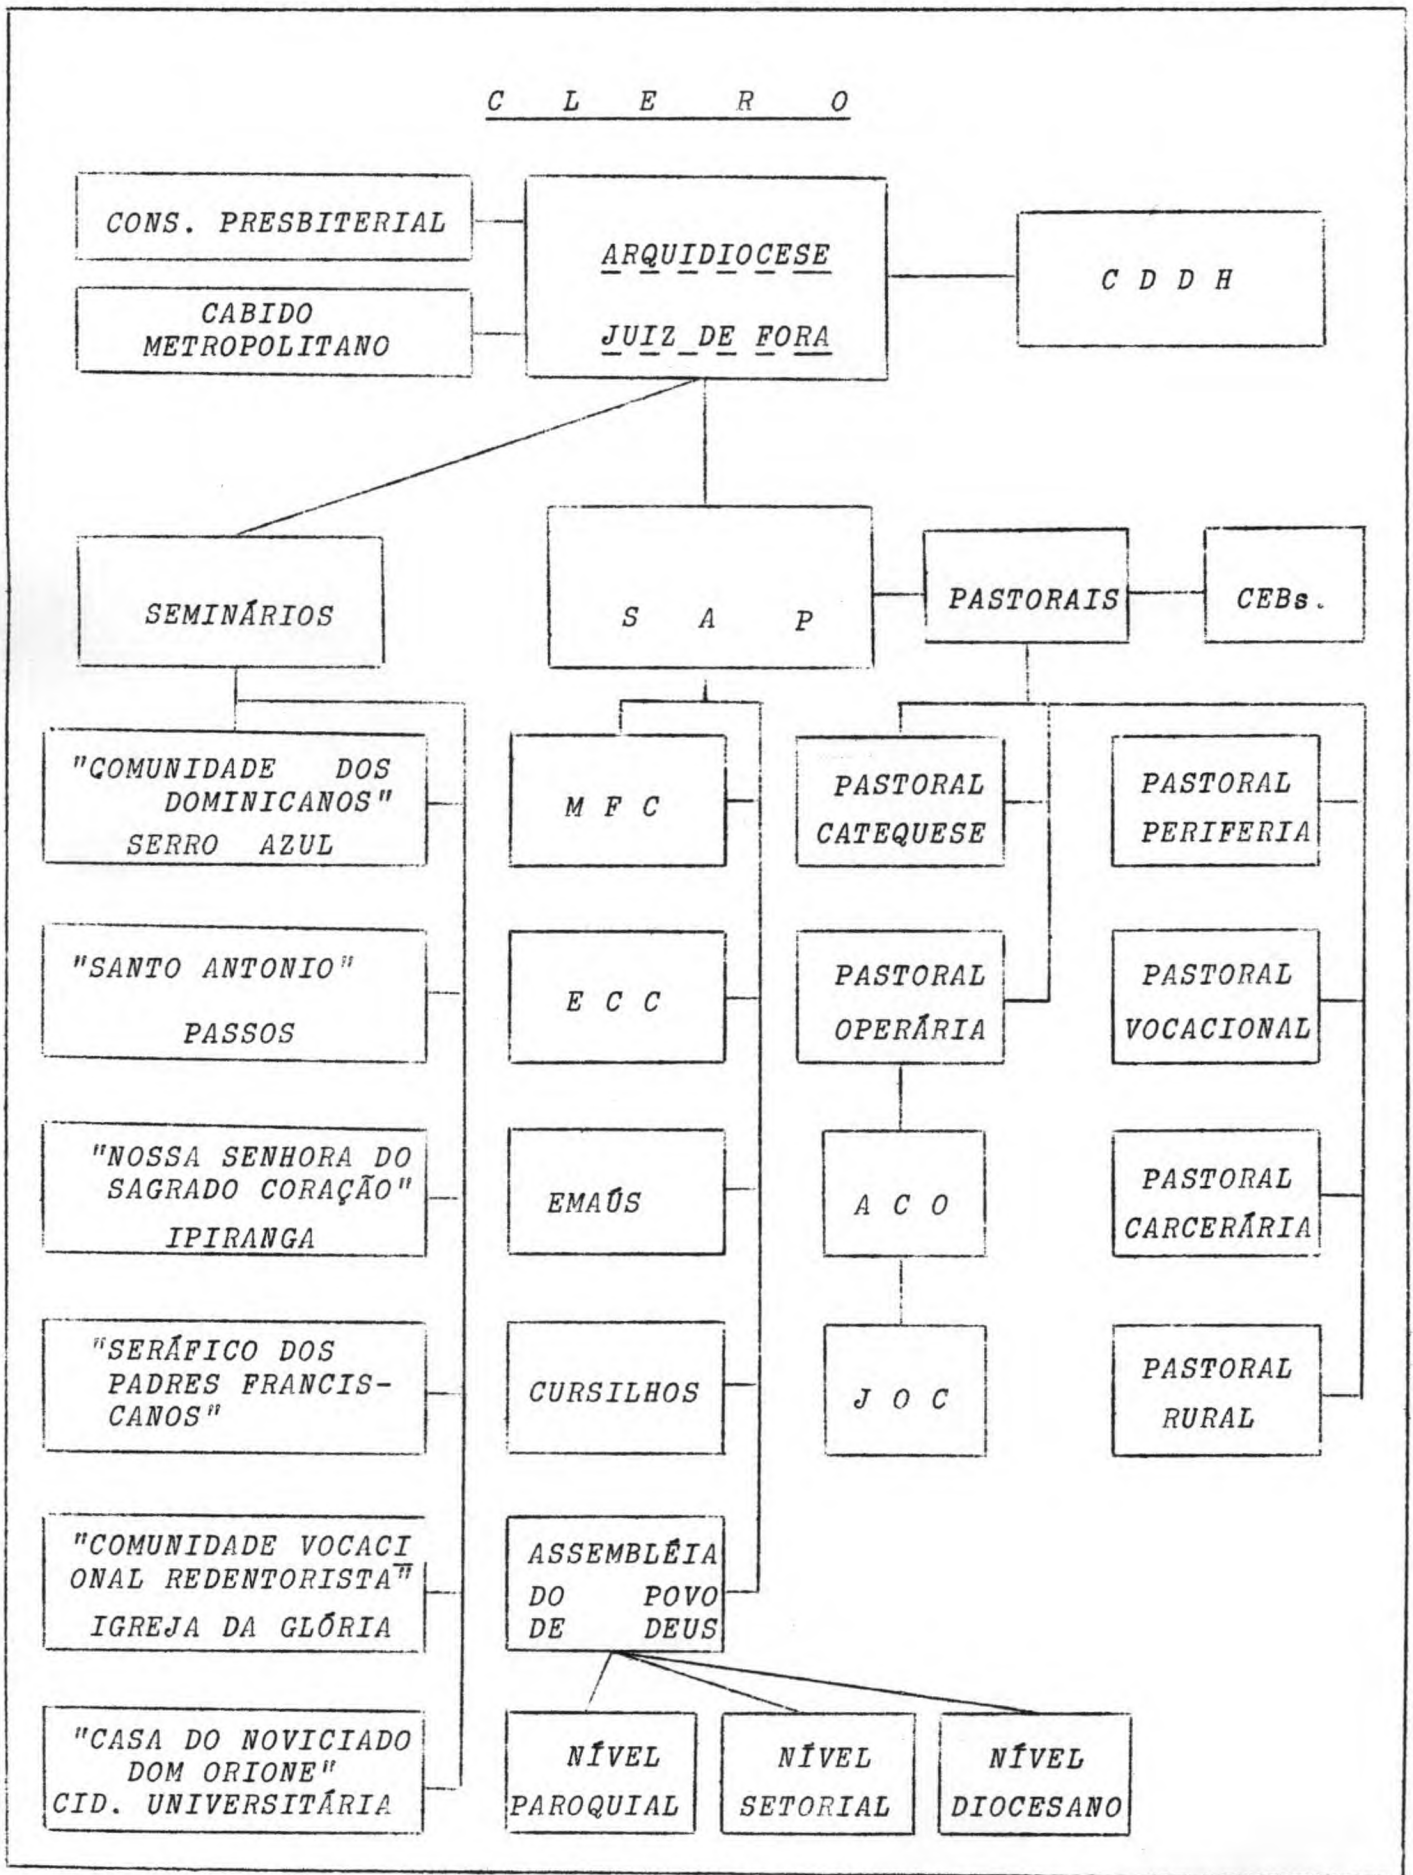 C L E R O
CONS. PRESBITERIAL
CABIDO
METROPOLITANO
ARQUIDIOCESE
JUIZ DE FORA
C D D H
SEMINÁRIOS
S A P
PASTORAIS
CEBs.
"COMUNIDADE DOS
DOMINICANOS"
SERRO AZUL
"SANTO ANTONIO"
PASSOS
"NOSSA SENHORA DO
SAGRADO CORAÇÃO"
IPIRANGA
"SERÁFICO DOS
PADRES FRANCIS-
CANOS"
"COMUNIDADE VOCACI
ONAL REDENTORISTA"
IGREJA DA GLÓRIA
"CASA DO NOVICIADO
DOM ORIONE"
CID. UNIVERSITÁRIA
M F C
E C C
EMAÚS
CURSILHOS
ASSEMBLÉIA
DO POVO
DE DEUS
NÍVEL
PAROQUIAL
NÍVEL
SETORIAL
NÍVEL
DIOCESANO
PASTORAL
CATEQUESE
PASTORAL
OPERÁRIA
A C O
J O C
PASTORAL
PERIFERIA
PASTORAL
VOCACIONAL
PASTORAL
CARCERÁRIA
PASTORAL
RURAL